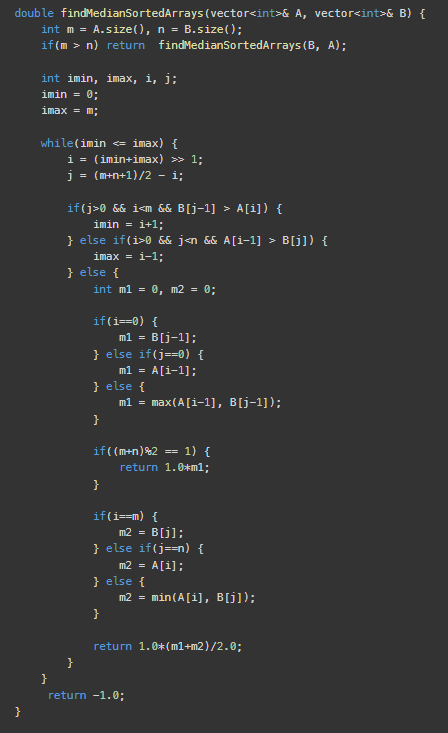 double findMedianSortedArrays(vector<int>& A, vector<int>& B) {
    int m = A.size(), n = B.size();
    if(m > n) return  findMedianSortedArrays(B, A);

    int imin, imax, i, j;
    imin = 0;
    imax = m;

    while(imin <= imax) {
        i = (imin+imax) >> 1;
        j = (m+n+1)/2 - i;

        if(j>0 && i<m && B[j-1] > A[i]) {
            imin = i+1;
        } else if(i>0 && j<n && A[i-1] > B[j]) {
            imax = i-1;
        } else {
            int m1 = 0, m2 = 0;

            if(i==0) {
                m1 = B[j-1];
            } else if(j==0) {
                m1 = A[i-1];
            } else {
                m1 = max(A[i-1], B[j-1]);
            }

            if((m+n)%2 == 1) {
                return 1.0*m1;
            }

            if(i==m) {
                m2 = B[j];
            } else if(j==n) {
                m2 = A[i];
            } else {
                m2 = min(A[i], B[j]);
            }

            return 1.0*(m1+m2)/2.0;
        }
    }
     return -1.0;
}